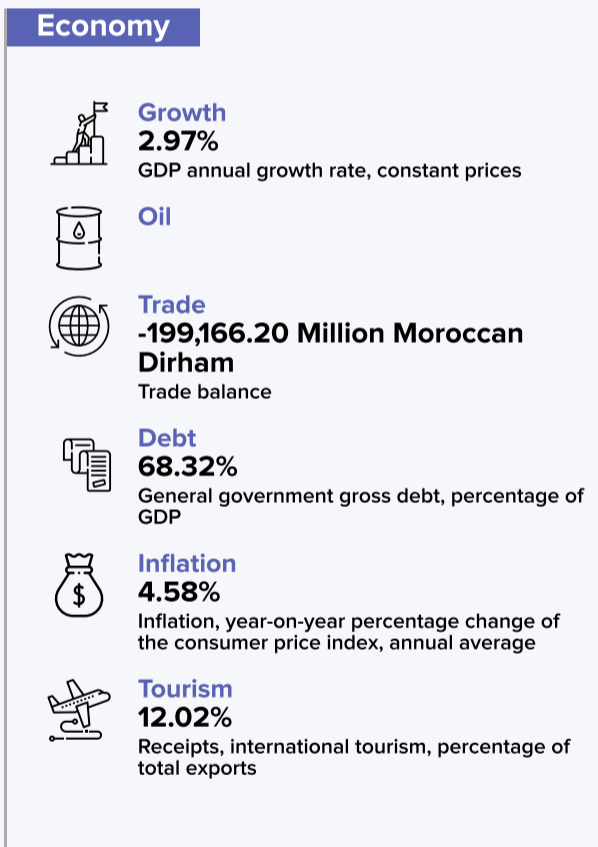 Economy
Growth
2.97%
GDP annual growth rate, constant prices
Oil
Trade
-199,166.20 Million Moroccan
Dirham
Trade balance
Debt
68.32%
General government gross debt, percentage of
GDP
$
Inflation
4.58%
Inflation, year-on-year percentage change of
the consumer price index, annual average
Tourism
12.02%
Receipts, international tourism, percentage of
total exports